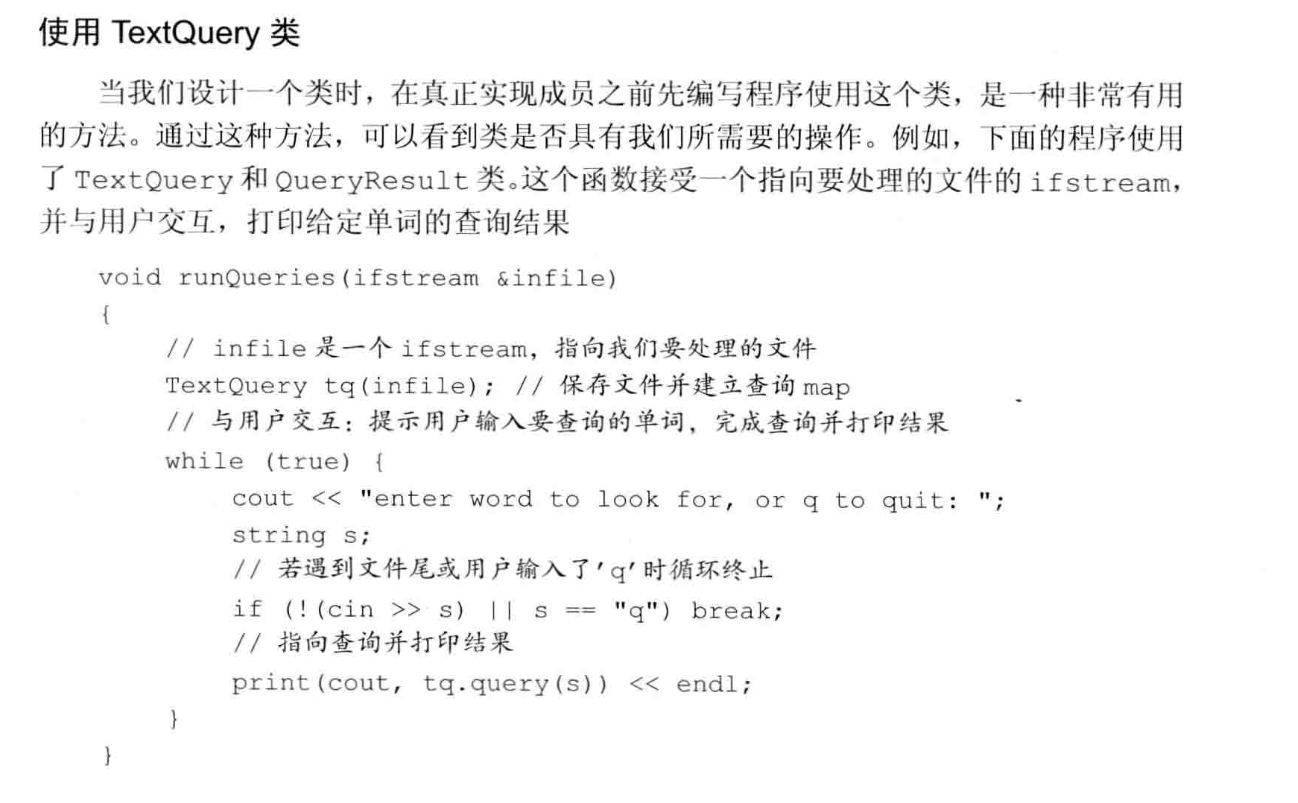 使用 TextQuery 类
当我们设计一个类时，在真正实现成员之前先编写程序使用这个类，是一种非常有用
的方法。通过这种方法，可以看到类是否具有我们所需要的操作。例如，下面的程序使用
了 TextQuery 和 QueryResult 类。这个函数接受一个指向要处理的文件的 ifstream，
并与用户交互，打印给定单词的查询结果
void runQueries(ifstream &infile)
{
// infile 是一个 ifstream，指向我们要处理的文件
TextQuery tq(infile); // 保存文件并建立查询 map
// 与用户交互：提示用户输入要查询的单词，完成查询并打印结果
while (true) {
cout << "enter word to look for, or q to quit: ";
string s;
// 若遇到文件尾或用户输入了'q'时循环终止
if (!(cin >> s) || s == "q") break;
// 指向查询并打印结果
print(cout, tq.query(s)) << endl;
}
}